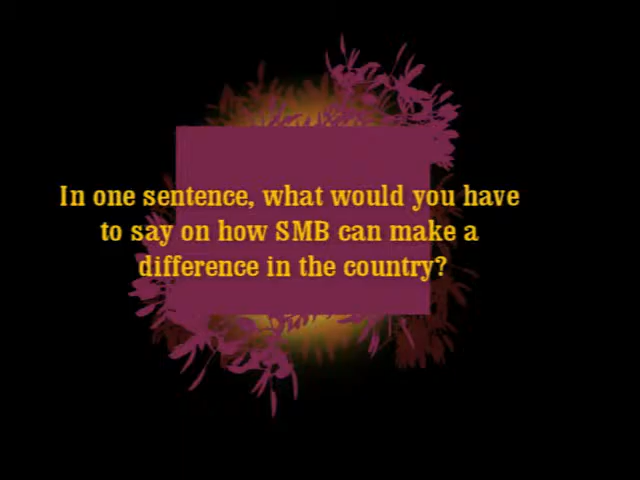 In one sentence, what would you have
to say on how SMB can make a
difference in the country?